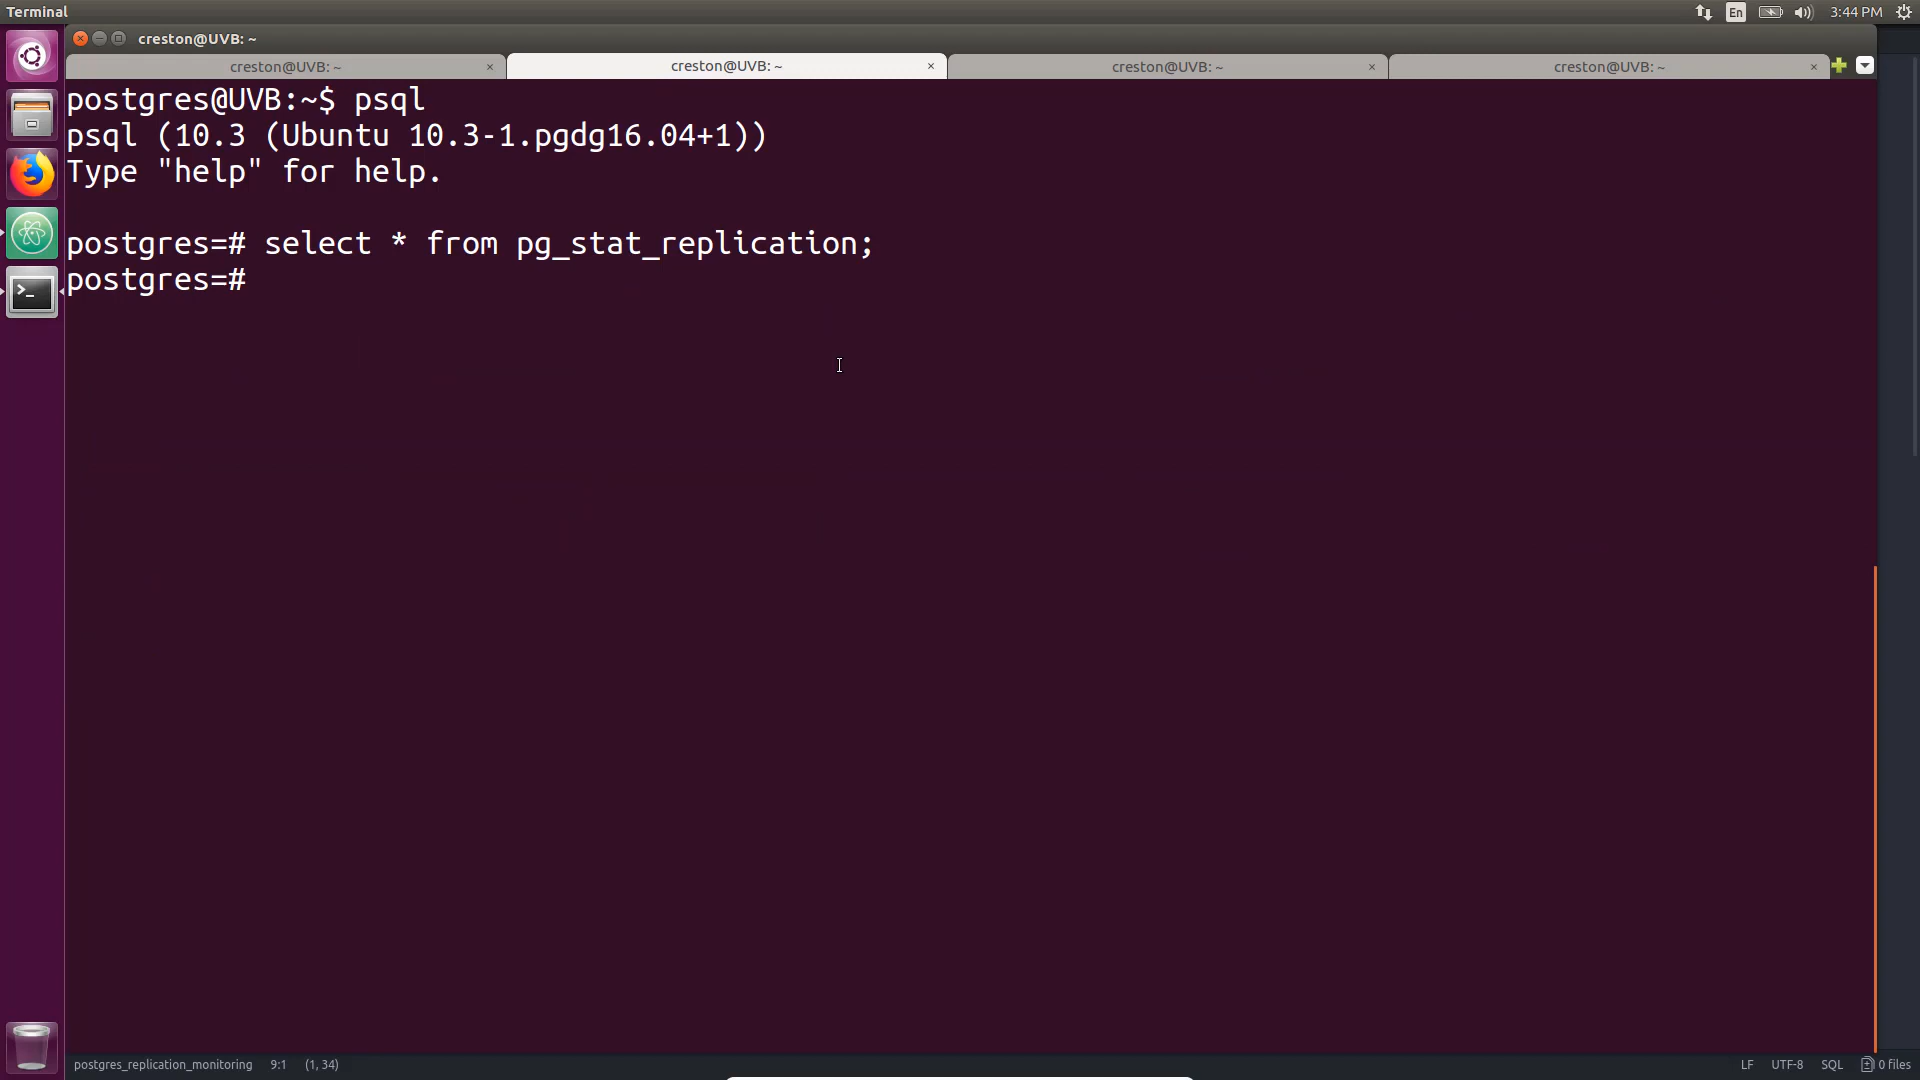 Terminal
En
3:44 PM
creston@UVB: ~
creston@UVB: ~ ×
creston@UVB: ~ ×
creston@UVB: ~ ×
creston@UVB: ~ ×
postgres@UVB:~$ psql
psql (10.3 (Ubuntu 10.3-1.pgdg16.04+1))
Type "help" for help.
postgres=# select * from pg_stat_replication;
postgres=#
postgres_replication_monitoring 9:1 (1, 34)
LF UTF-8 SQL 0 files